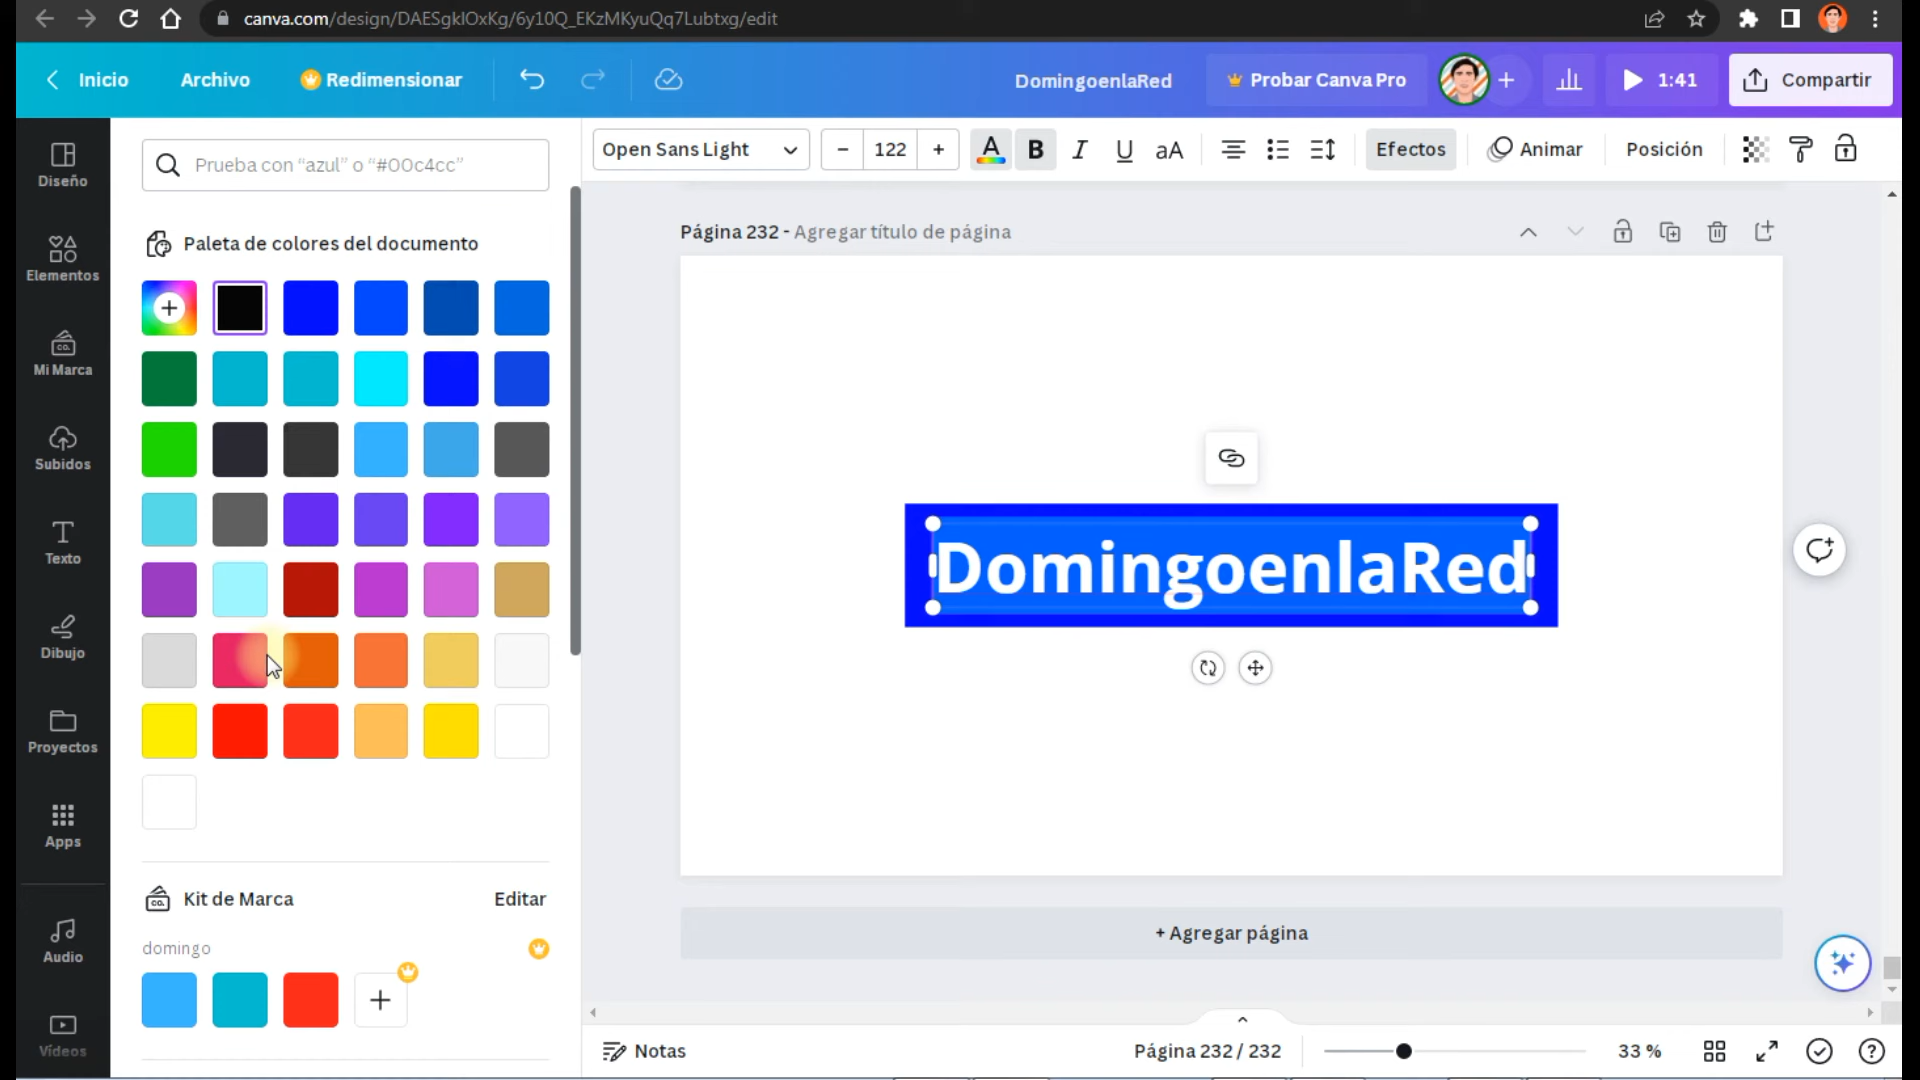 canva.com/design/DAESgkIOxKg/6y10Q_EKzMKyuQq7Lubtxg/edit
Inicio
Archivo
Redimensionar
DomingoenlaRed
Probar Canva Pro
1:41
Compartir
Diseño
Elementos
Mi Marca
Subidos
Texto
Dibujo
Proyectos
Apps
Audio
Vídeos
Prueba con “azul” o “#00c4cc”
Paleta de colores del documento
Kit de Marca
Editar
domingo
Open Sans Light
122
Efectos
Animar
Posición
Página 232 - Agregar título de página
DomingoenlaRed
+ Agregar página
Notas
Página 232 / 232
33 %